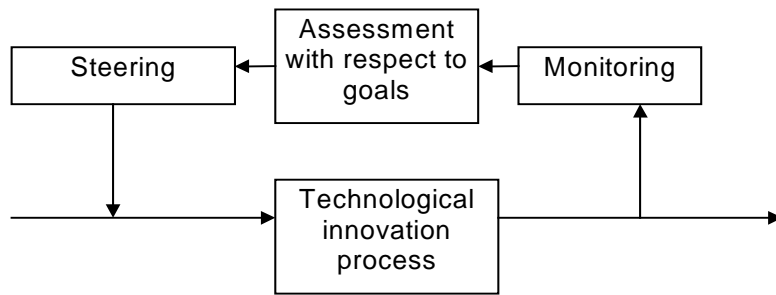 Steering
Assessment
with respect to
goals
Monitoring
Technological
innovation
process